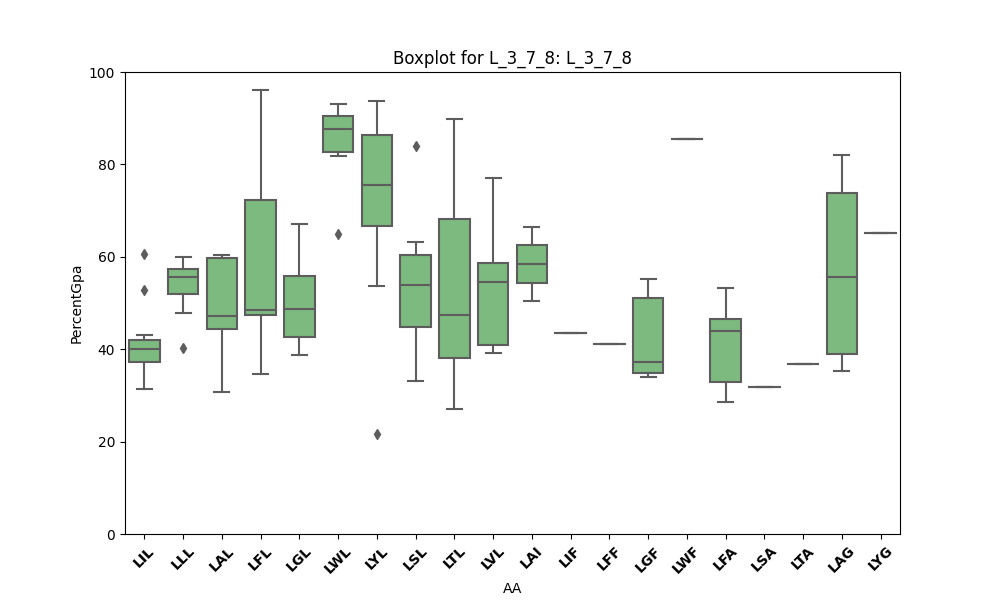 Boxplot for L_3_7_8: L_3_7_8
100
80
60
40
20
0
PercentGpa
LIL LLL LAL LFL LGL LWL LYL LSL LTL LVL LAI LIF LFF LGF LWF LFA LSA LTA LAG LYG
AA